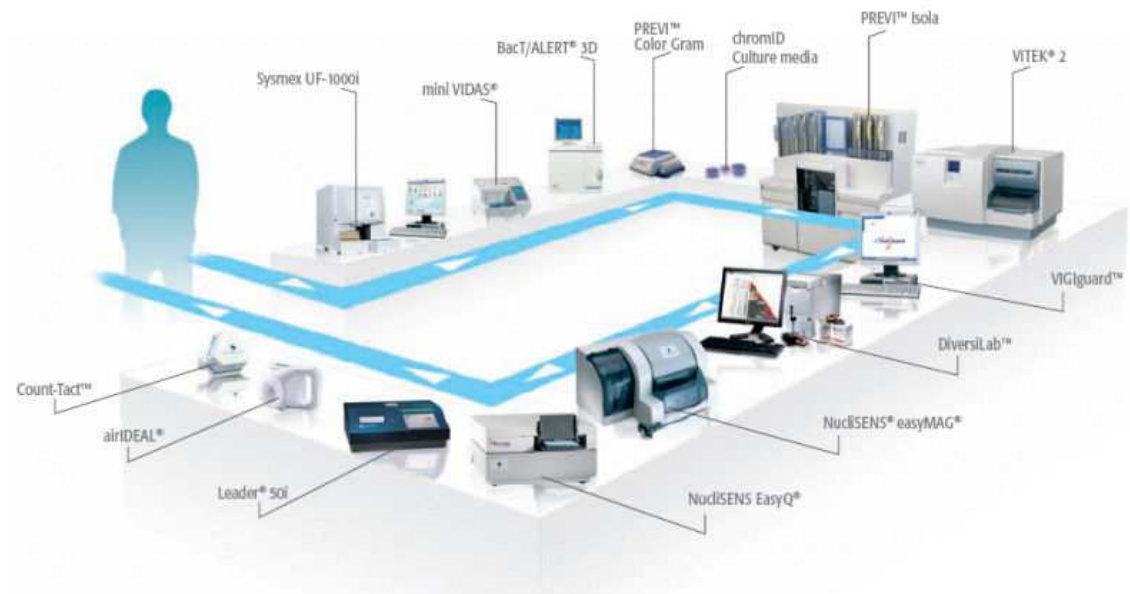 PREVI™ Isola
PREVI™
Color Gram
chromID
Culture media
BacT/ALERT® 3D
VITEK® 2
Sysmex UF-1000i
mini VIDAS®
VIGIguard™
DiversiLab™
Count-Tact™
airIDEAL®
NucliSENS® easyMAG®
Leader® 50i
NucliSENS EasyQ®